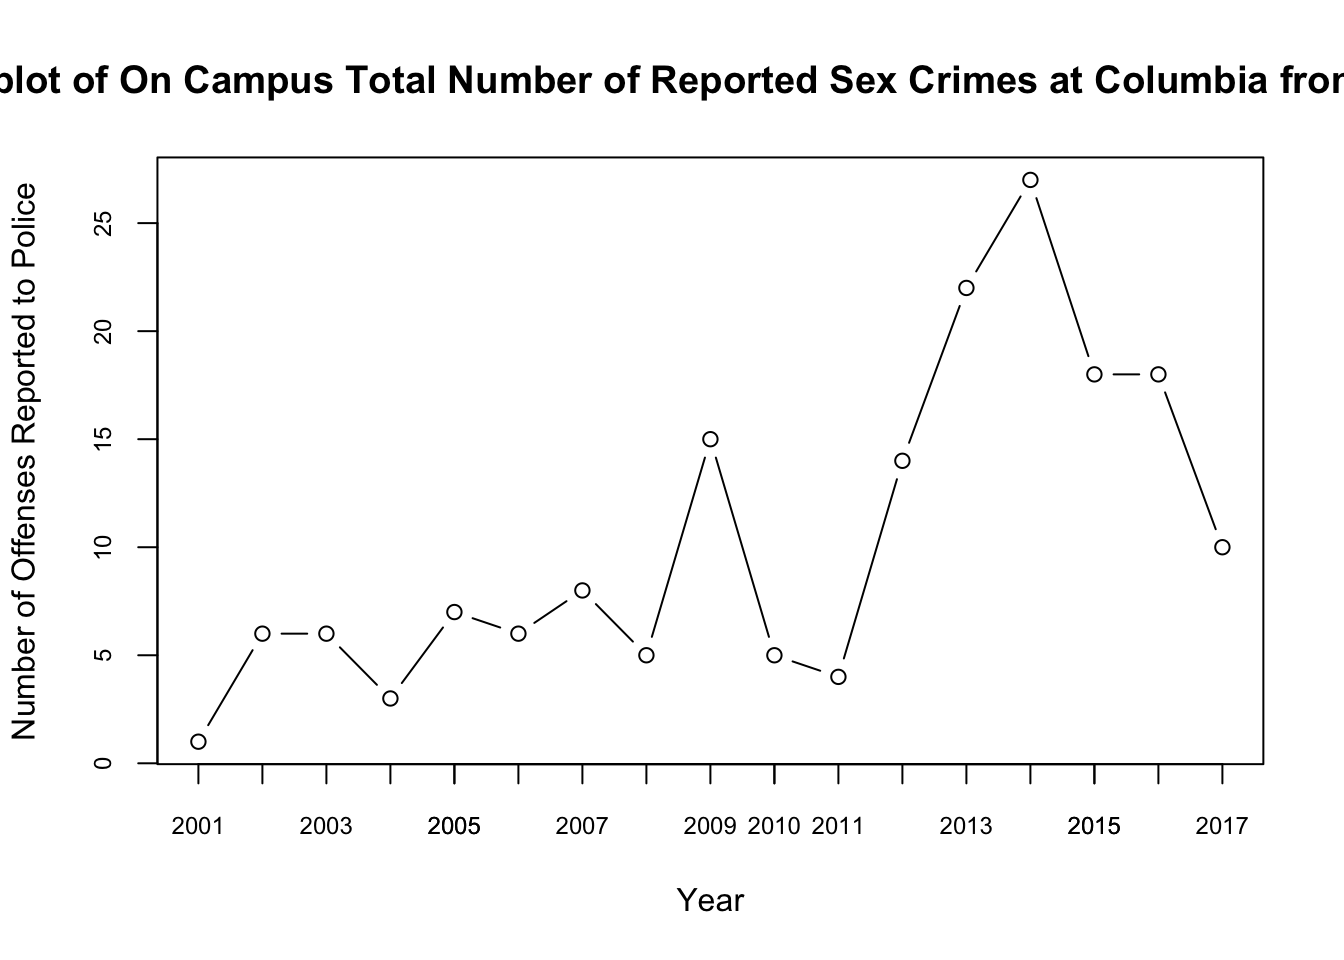 plot of On Campus Total Number of Reported Sex Crimes at Columbia from
Number of Offenses Reported to Police
25
20
15
10
5
0
2001 2003 2005 2007 2009 2010 2011 2013 2015 2017
Year